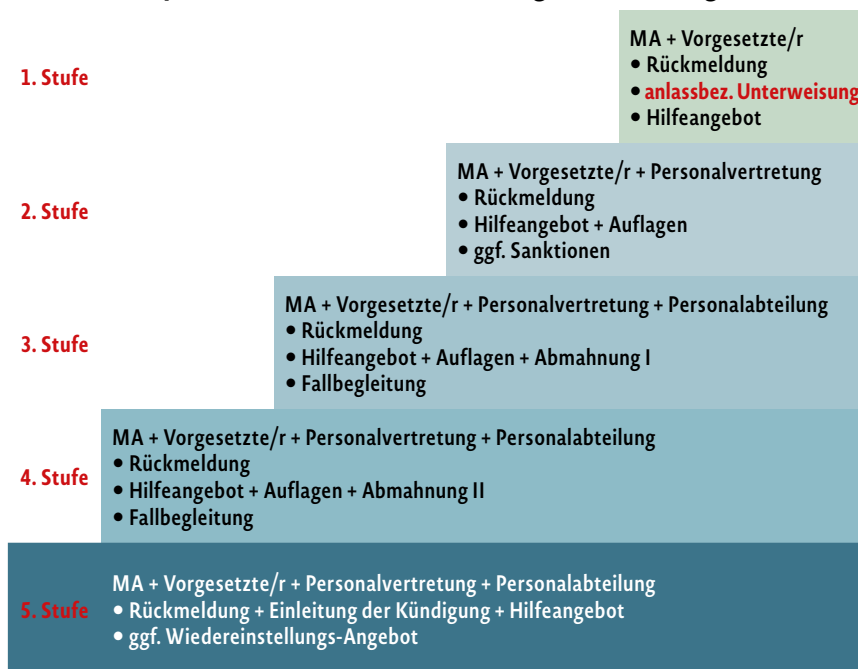 1. Stufe
MA + Vorgesetzte/r
• Rückmeldung
• anlassbez. Unterweisung
• Hilfeangebot
2. Stufe
MA + Vorgesetzte/r + Personalvertretung
• Rückmeldung
• Hilfeangebot + Auflagen
• ggf. Sanktionen
3. Stufe
MA + Vorgesetzte/r + Personalvertretung + Personalabteilung
• Rückmeldung
• Hilfeangebot + Auflagen + Abmahnung I
• Fallbegleitung
4. Stufe
MA + Vorgesetzte/r + Personalvertretung + Personalabteilung
• Rückmeldung
• Hilfeangebot + Auflagen + Abmahnung II
• Fallbegleitung
5. Stufe
MA + Vorgesetzte/r + Personalvertretung + Personalabteilung
• Rückmeldung + Einleitung der Kündigung + Hilfeangebot
• ggf. Wiedereinstellungs-Angebot